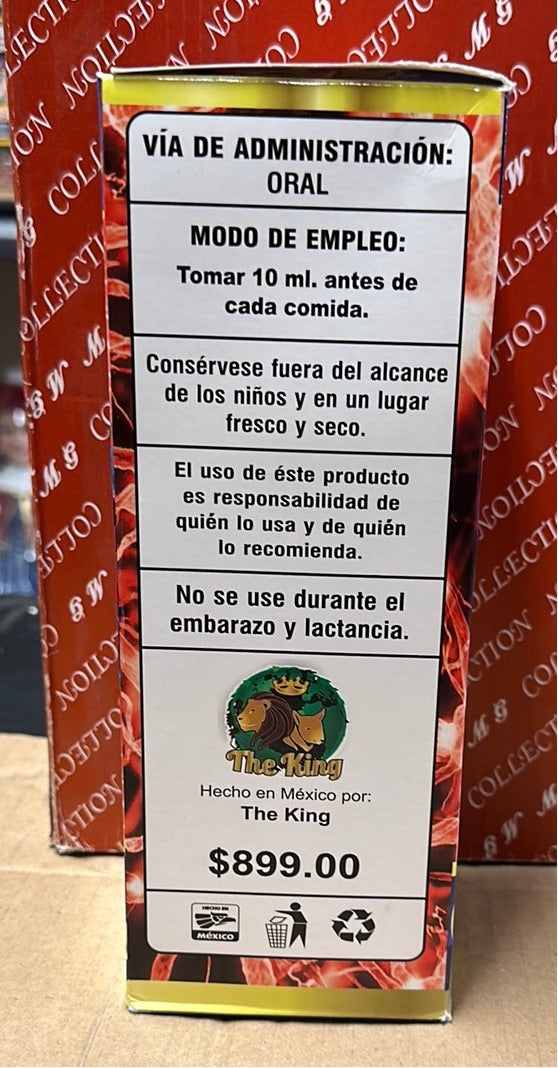 VÍA DE ADMINISTRACIÓN:
ORAL
MODO DE EMPLEO:
Tomar 10 ml. antes de
cada comida.
Consérvese fuera del alcance
de los niños y en un lugar
fresco y seco.
El uso de éste producto
es responsabilidad de
quién lo usa y de quién
lo recomienda.
No se use durante el
embarazo y lactancia.
The King
Hecho en México por:
The King
$899.00
HECHO EN
MÉXICO
COLLECTION
M & W